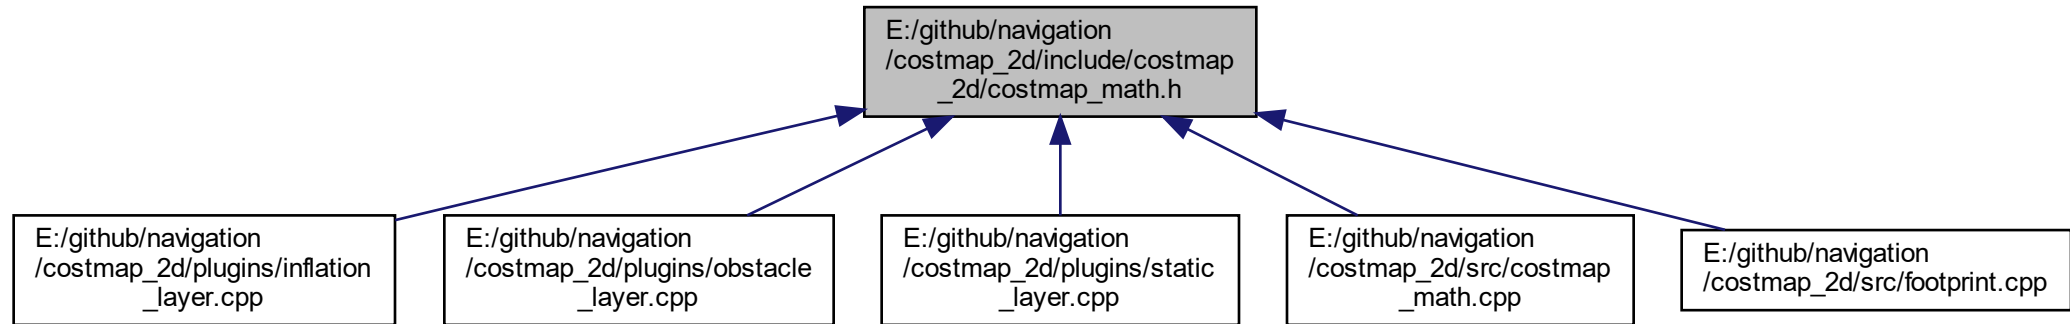 E:/github/navigation
/costmap_2d/include/costmap
_2d/costmap_math.h
E:/github/navigation
/costmap_2d/plugins/inflation
_layer.cpp
E:/github/navigation
/costmap_2d/plugins/obstacle
_layer.cpp
E:/github/navigation
/costmap_2d/plugins/static
_layer.cpp
E:/github/navigation
/costmap_2d/src/costmap
_math.cpp
E:/github/navigation
/costmap_2d/src/footprint.cpp